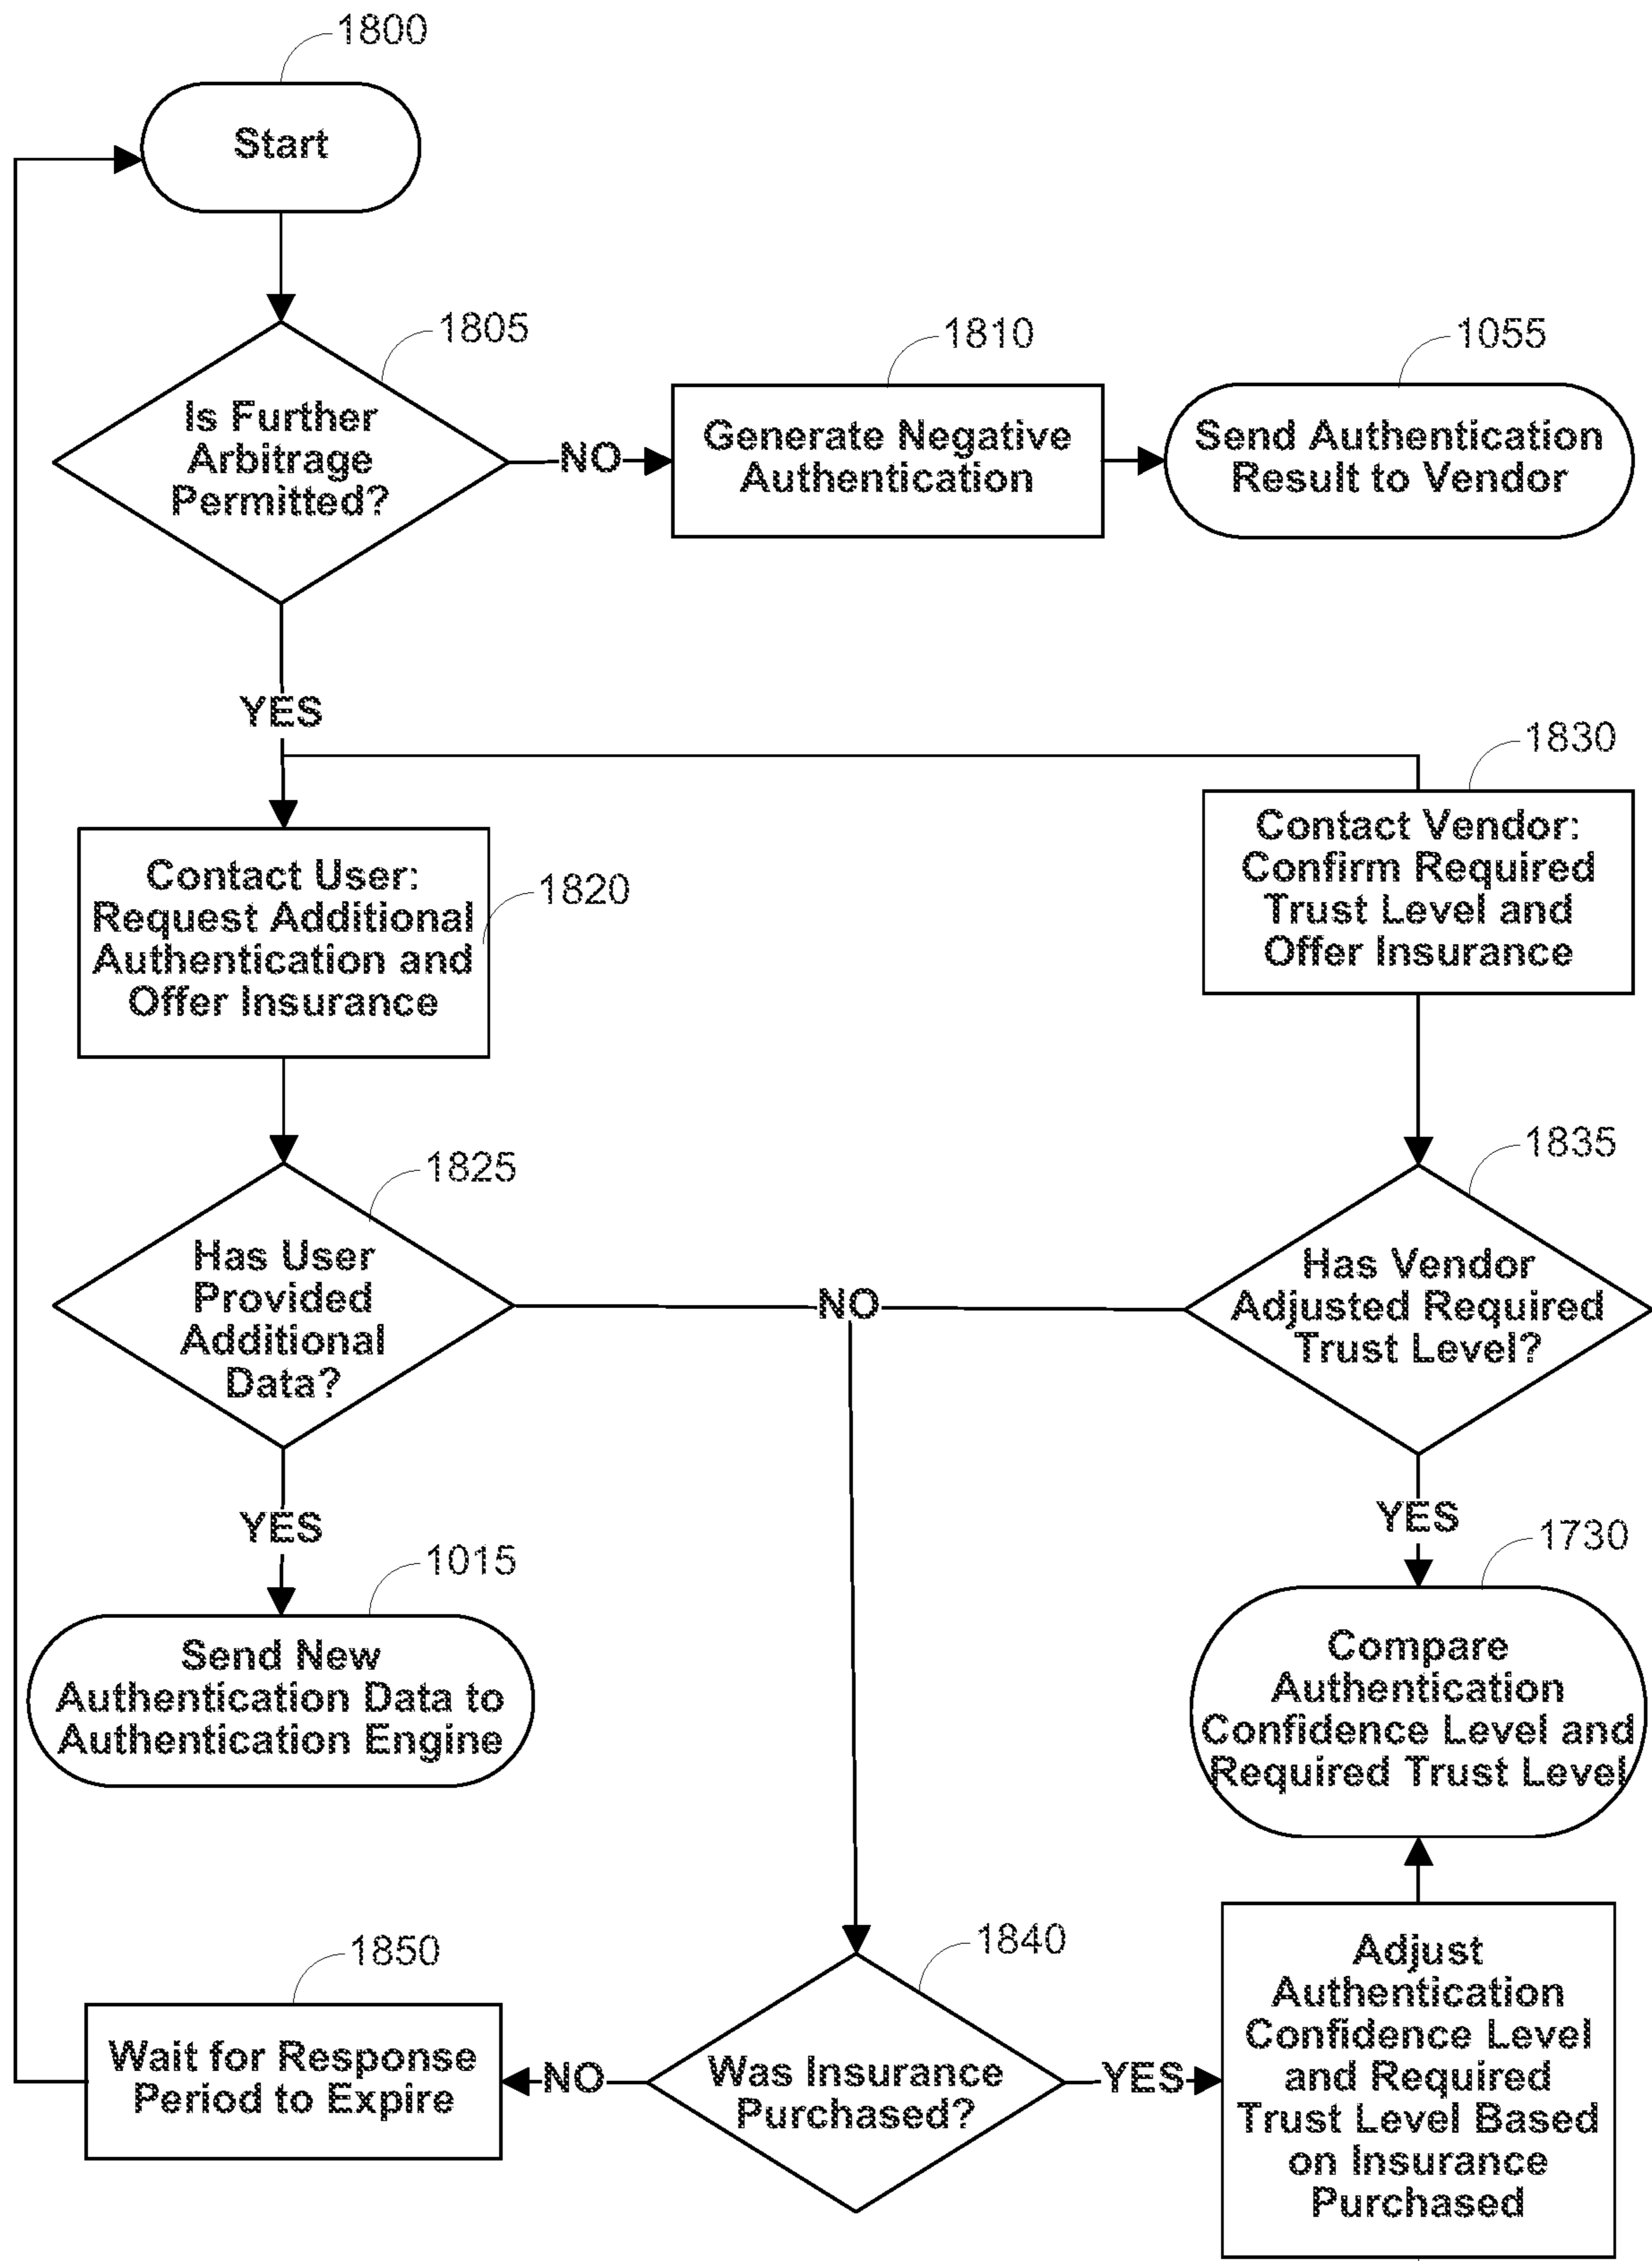 1800
Start
1805
Is Further
Arbitrage
Permitted?
NO
1810
Generate Negative
Authentication
1055
Send Authentication
Result to Vendor
YES
1830
Contact Vendor:
Confirm Required
Trust Level and
Offer Insurance
Contact User:
Request Additional
Authentication and
Offer Insurance
1820
1825
Has User
Provided
Additional
Data?
NO
1835
Has Vendor
Adjusted Required
Trust Level?
YES
1015
Send New
Authentication Data to
Authentication Engine
YES
1730
Compare
Authentication
Confidence Level and
Required Trust Level
1850
Wait for Response
Period to Expire
NO
1840
Was Insurance
Purchased?
YES
Adjust
Authentication
Confidence Level
and Required
Trust Level Based
on Insurance
Purchased